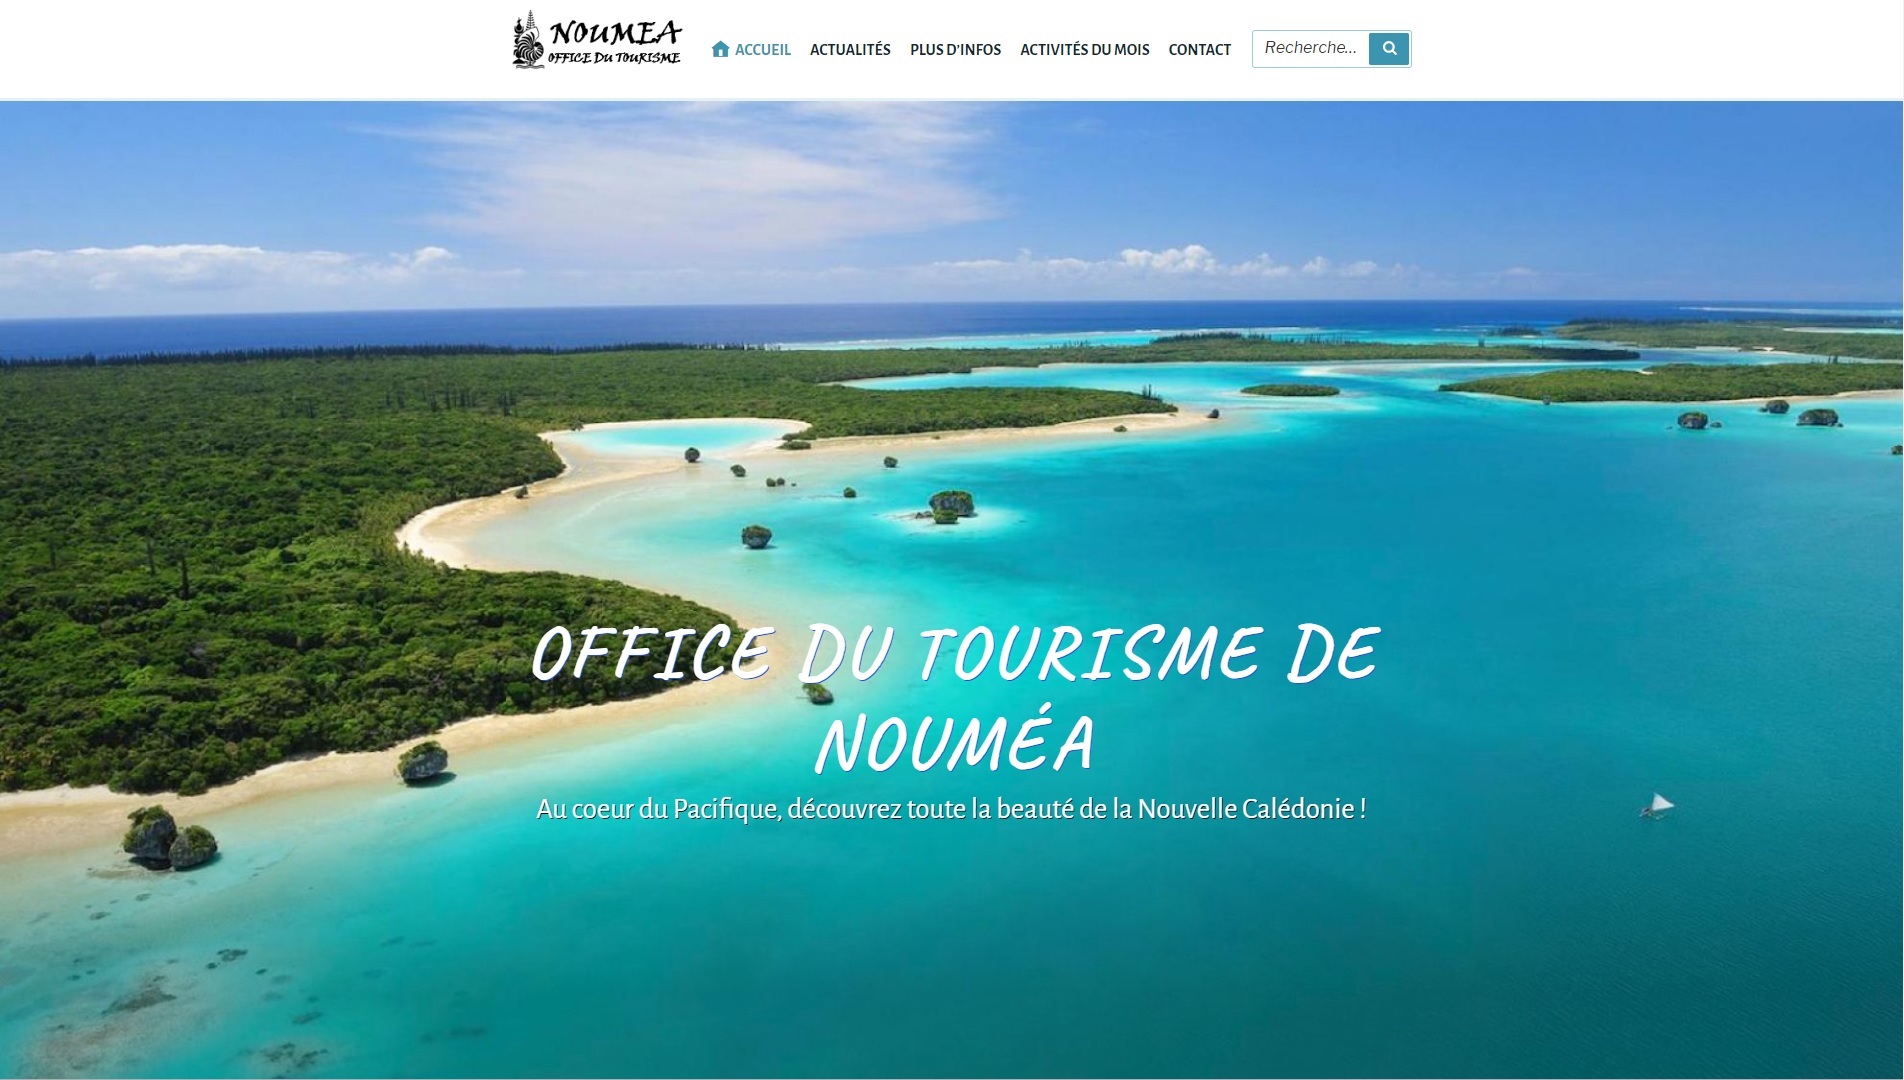 NOUMEA
OFFICE DU TOURISME
ACCUEIL ACTUALITÉS PLUS D'INFOS ACTIVITÉS DU MOIS CONTACT Recherche...
OFFICE DU TOURISME DE
NOUMÉA
Au coeur du Pacifique, découvrez toute la beauté de la Nouvelle Calédonie !